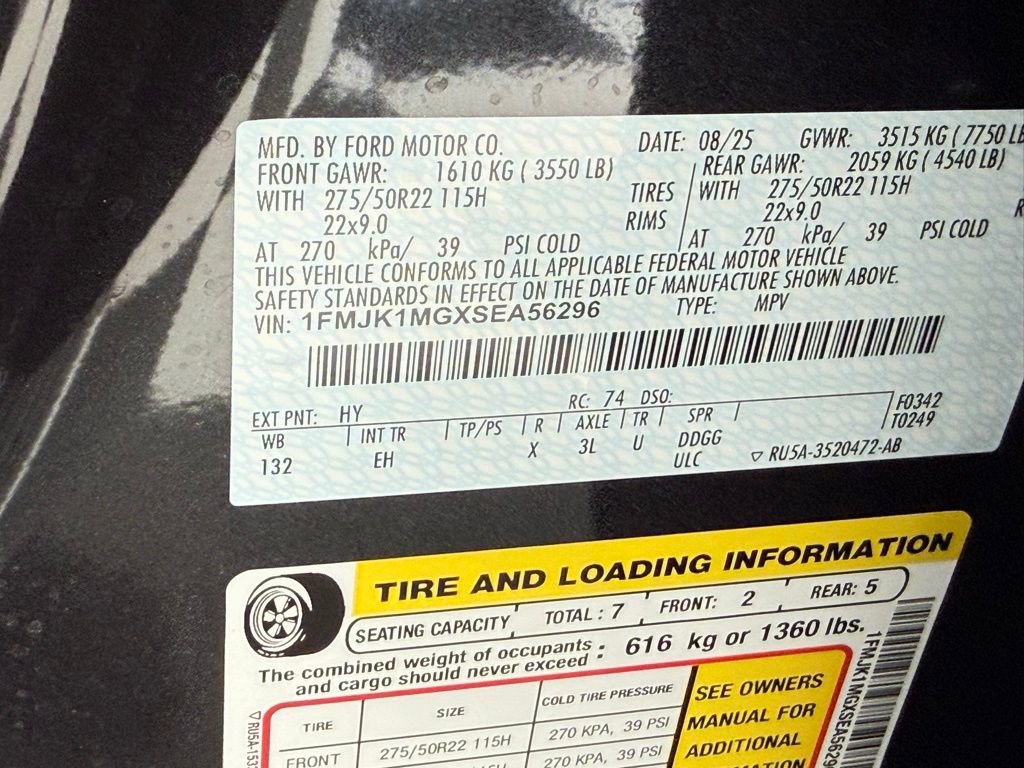 MFD. BY FORD MOTOR CO. DATE: 08/25 GVWR: 3515 KG ( 7750 LB
FRONT GAWR: 1610 KG ( 3550 LB) REAR GAWR: 2059 KG ( 4540 LB)
WITH 275/50R22 115H TIRES WITH 275/50R22 115H
22x9.0 RIMS 22x9.0 R
AT 270 kPa/ 39 PSI COLD AT 270 kPa/ 39 PSI COLD
THIS VEHICLE CONFORMS TO ALL APPLICABLE FEDERAL MOTOR VEHICLE
SAFETY STANDARDS IN EFFECT ON THE DATE OF MANUFACTURE SHOWN ABOVE.
VIN: 1FMJK1MGXSEA56296 TYPE: MPV
EXT PNT: HY RC: 74 DSO: F0342
WB INT TR TP/PS R AXLE TR SPR T0249
132 EH X 3L U DDGG
ULC RU5A-3520472-AB
TIRE AND LOADING INFORMATION
SEATING CAPACITY TOTAL : 7 FRONT: 2 REAR: 5
The combined weight of occupants and cargo should never exceed : 616 kg or 1360 lbs.
TIRE SIZE COLD TIRE PRESSURE
FRONT 275/50R22 115H 270 KPA, 39 PSI
115H 270 KPA, 39 PSI
SEE OWNERS
MANUAL FOR
ADDITIONAL
1FMJK1MGXSEA5629
RU5A-153